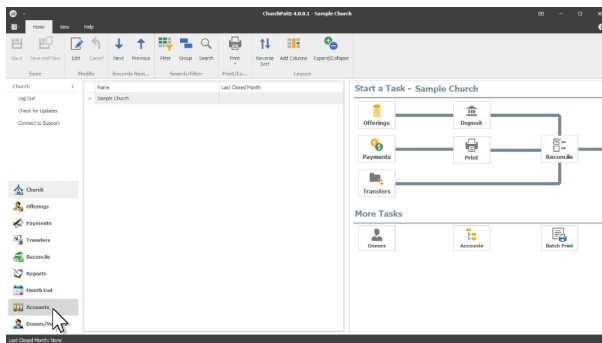 ChurchPal® 4.0.0.1 - Sample Church
Home View Help
Save Save and New Edit Cancel Next Previous Filter Group Search Print Reverse Sort Add Columns Expand/Collapse
Save Modify Records Navi... Search/Filter Print/Ex... Layout
Church
Log Out
Check for Updates
Connect to Support
Church
Offerings
Payments
Transfers
Reconcile
Reports
Month End
Accounts
Donors/Ve
Name Last Closed Month
Sample Church
Start a Task - Sample Church
Offerings Deposit
Payments Print Reconcile
Transfers
More Tasks
Donors Accounts Batch Print
Last Closed Month: None